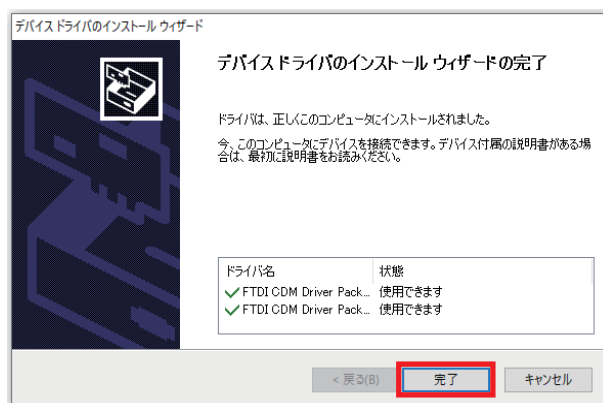 デバイス ドライバのインストール ウィザード
デバイス ドライバのインストール ウィザードの完了
ドライバは、正しくこのコンピュータにインストールされました。
今、このコンピュータにデバイスを接続できます。デバイス付属の説明書がある場
合は、最初に説明書をお読みください。
ドライバ名 状態
FTDI CDM Driver Pack... 使用できます
FTDI CDM Driver Pack... 使用できます
< 戻る(B) 完了 キャンセル